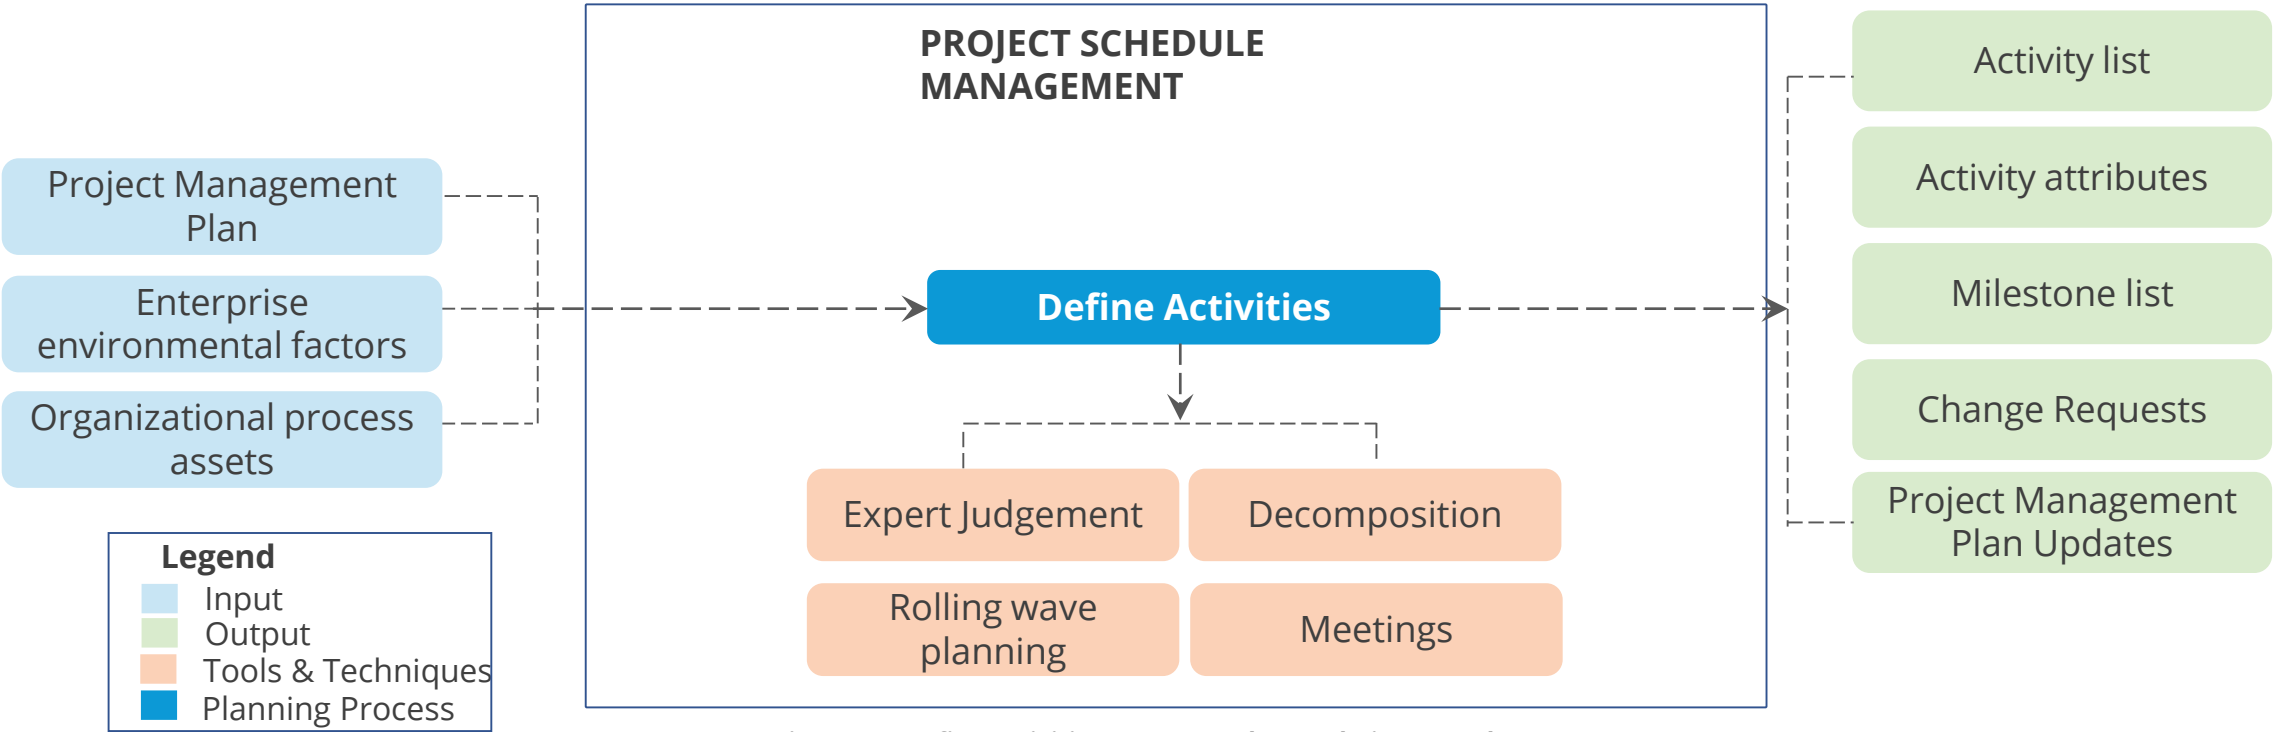 PROJECT SCHEDULE
MANAGEMENT
Project Management
Plan
Enterprise
environmental factors
Organizational process
assets
Define Activities
Expert Judgement
Decomposition
Rolling wave
planning
Meetings
Activity list
Activity attributes
Milestone list
Change Requests
Project Management
Plan Updates
Legend
Input
Output
Tools & Techniques
Planning Process